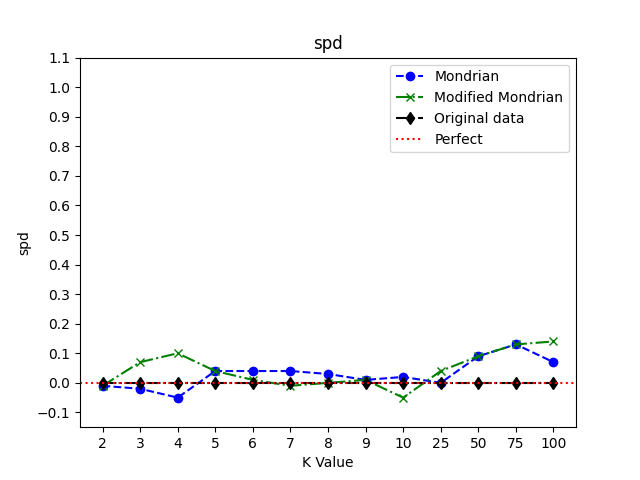 spd
1.1
1.0
0.9
0.8
0.7
0.6
0.5
0.4
0.3
0.2
0.1
0.0
−0.1
spd
Mondrian
Modified Mondrian
Original data
Perfect
2 3 4 5 6 7 8 9 10 25 50 75 100
K Value